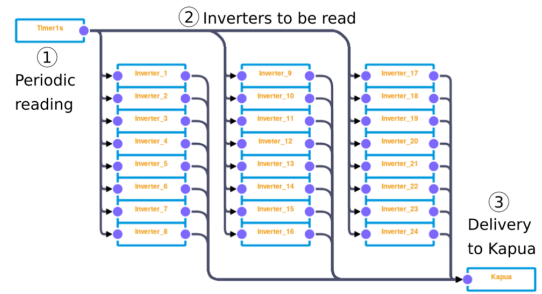 Timer1s
② Inverters to be read
① 
Periodic
reading
Inverter_1
Inverter_2
Inverter_3
Inverter_4
Inverter_5
Inverter_6
Inverter_7
Inverter_8
Inverter_9
Inverter_10
Inverter_11
Inveter_12
Inverter_13
Inverter_14
Inverter_15
Inverter_16
Inverter_17
Inverter_18
Inverter_19
Inverter_20
Inverter_21
Inverter_22
Inverter_23
Inverter_24
③
Delivery
to Kapua
Kapua